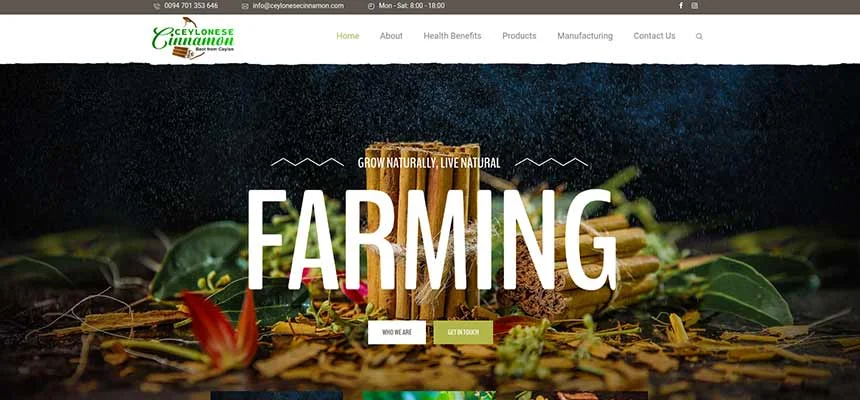 0094 701 353 646 info@ceylonesecinnamon.com Mon - Sat: 8:00 - 18:00
CEYLONESE
Cinnamon
Best from Ceylon
Home About Health Benefits Products Manufacturing Contact Us
GROW NATURALLY, LIVE NATURAL
FARMING
WHO WE ARE GET IN TOUCH